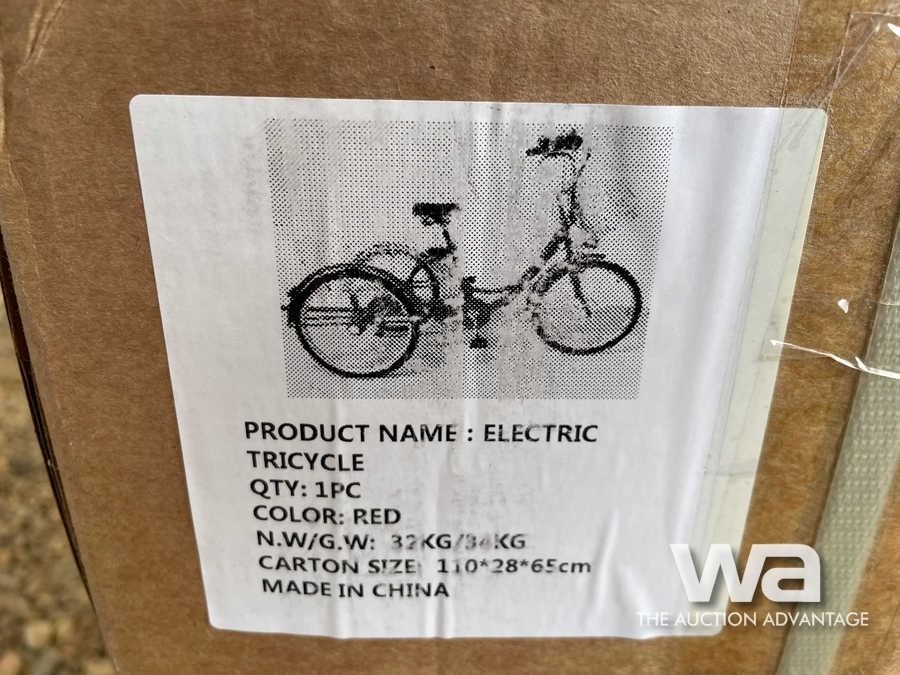 PRODUCT NAME : ELECTRIC
TRICYCLE
QTY: 1PC
COLOR: RED
N.W/G.W: 32KG/34KG
CARTON SIZE: 110*28*65cm
MADE IN CHINA
wa
THE AUCTION ADVANTAGE